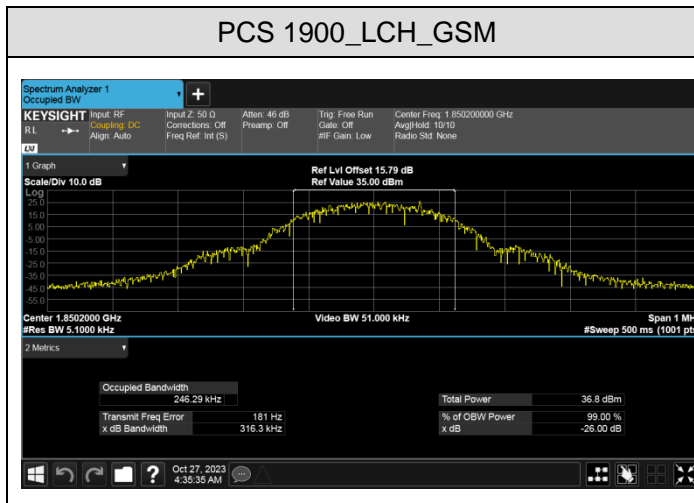 PCS 1900_LCH_GSM
Spectrum Analyzer 1
Occupied BW
+
KEYSIGHT Input: RF Input Z: 50 Ω Atten: 46 dB Trig: Free Run Center Freq: 1.850200000 GHz
RL Coupling: DC Corrections: Off Preamp: Off Gate: Off Avg|Hold: 10/10
Align: Auto Freq Ref: Int (S) #IF Gain: Low Radio Std: None
LXI
1 Graph
Ref Lvl Offset 15.79 dB
Scale/Div 10.0 dB Ref Value 35.00 dBm
Log
25.0
15.0
5.00
-5.00
-15.0
-25.0
-35.0
-45.0
-55.0
Center 1.8502000 GHz Video BW 51.000 kHz Span 1 MH
#Res BW 5.1000 kHz #Sweep 500 ms (1001 pts
2 Metrics
Occupied Bandwidth
246.29 kHz Total Power 36.8 dBm
Transmit Freq Error 181 Hz % of OBW Power 99.00 %
x dB Bandwidth 316.3 kHz x dB -26.00 dB
? Oct 27, 2023
4:35:35 AM